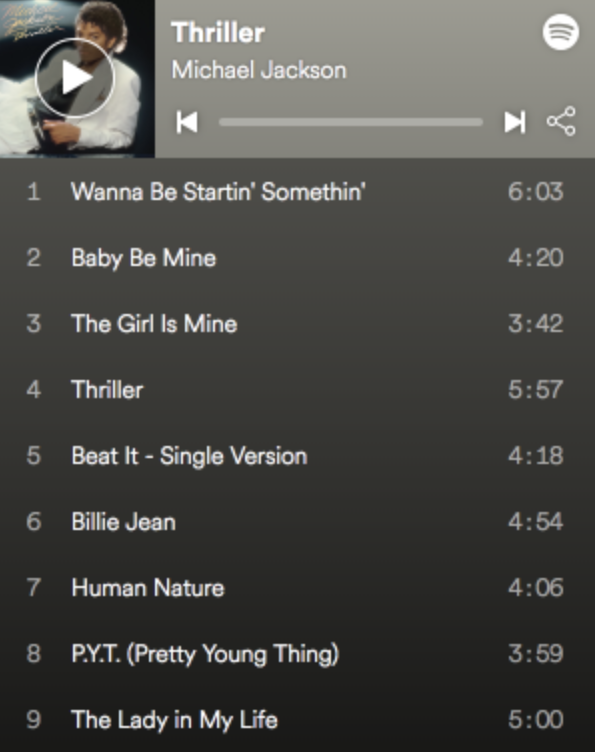 Michael
Jackson
Thriller
Thriller
Michael Jackson
1 Wanna Be Startin' Somethin' 6:03
2 Baby Be Mine 4:20
3 The Girl Is Mine 3:42
4 Thriller 5:57
5 Beat It - Single Version 4:18
6 Billie Jean 4:54
7 Human Nature 4:06
8 P.Y.T. (Pretty Young Thing) 3:59
9 The Lady in My Life 5:00